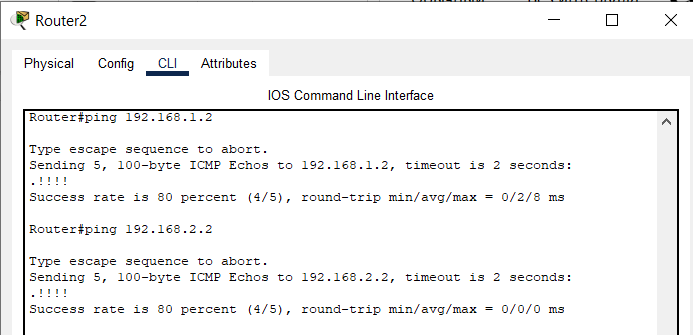 Router2
Physical Config CLI Attributes
IOS Command Line Interface
Router#ping 192.168.1.2
Type escape sequence to abort.
Sending 5, 100-byte ICMP Echos to 192.168.1.2, timeout is 2 seconds:
.!!!!
Success rate is 80 percent (4/5), round-trip min/avg/max = 0/2/8 ms
Router#ping 192.168.2.2
Type escape sequence to abort.
Sending 5, 100-byte ICMP Echos to 192.168.2.2, timeout is 2 seconds:
.!!!!
Success rate is 80 percent (4/5), round-trip min/avg/max = 0/0/0 ms